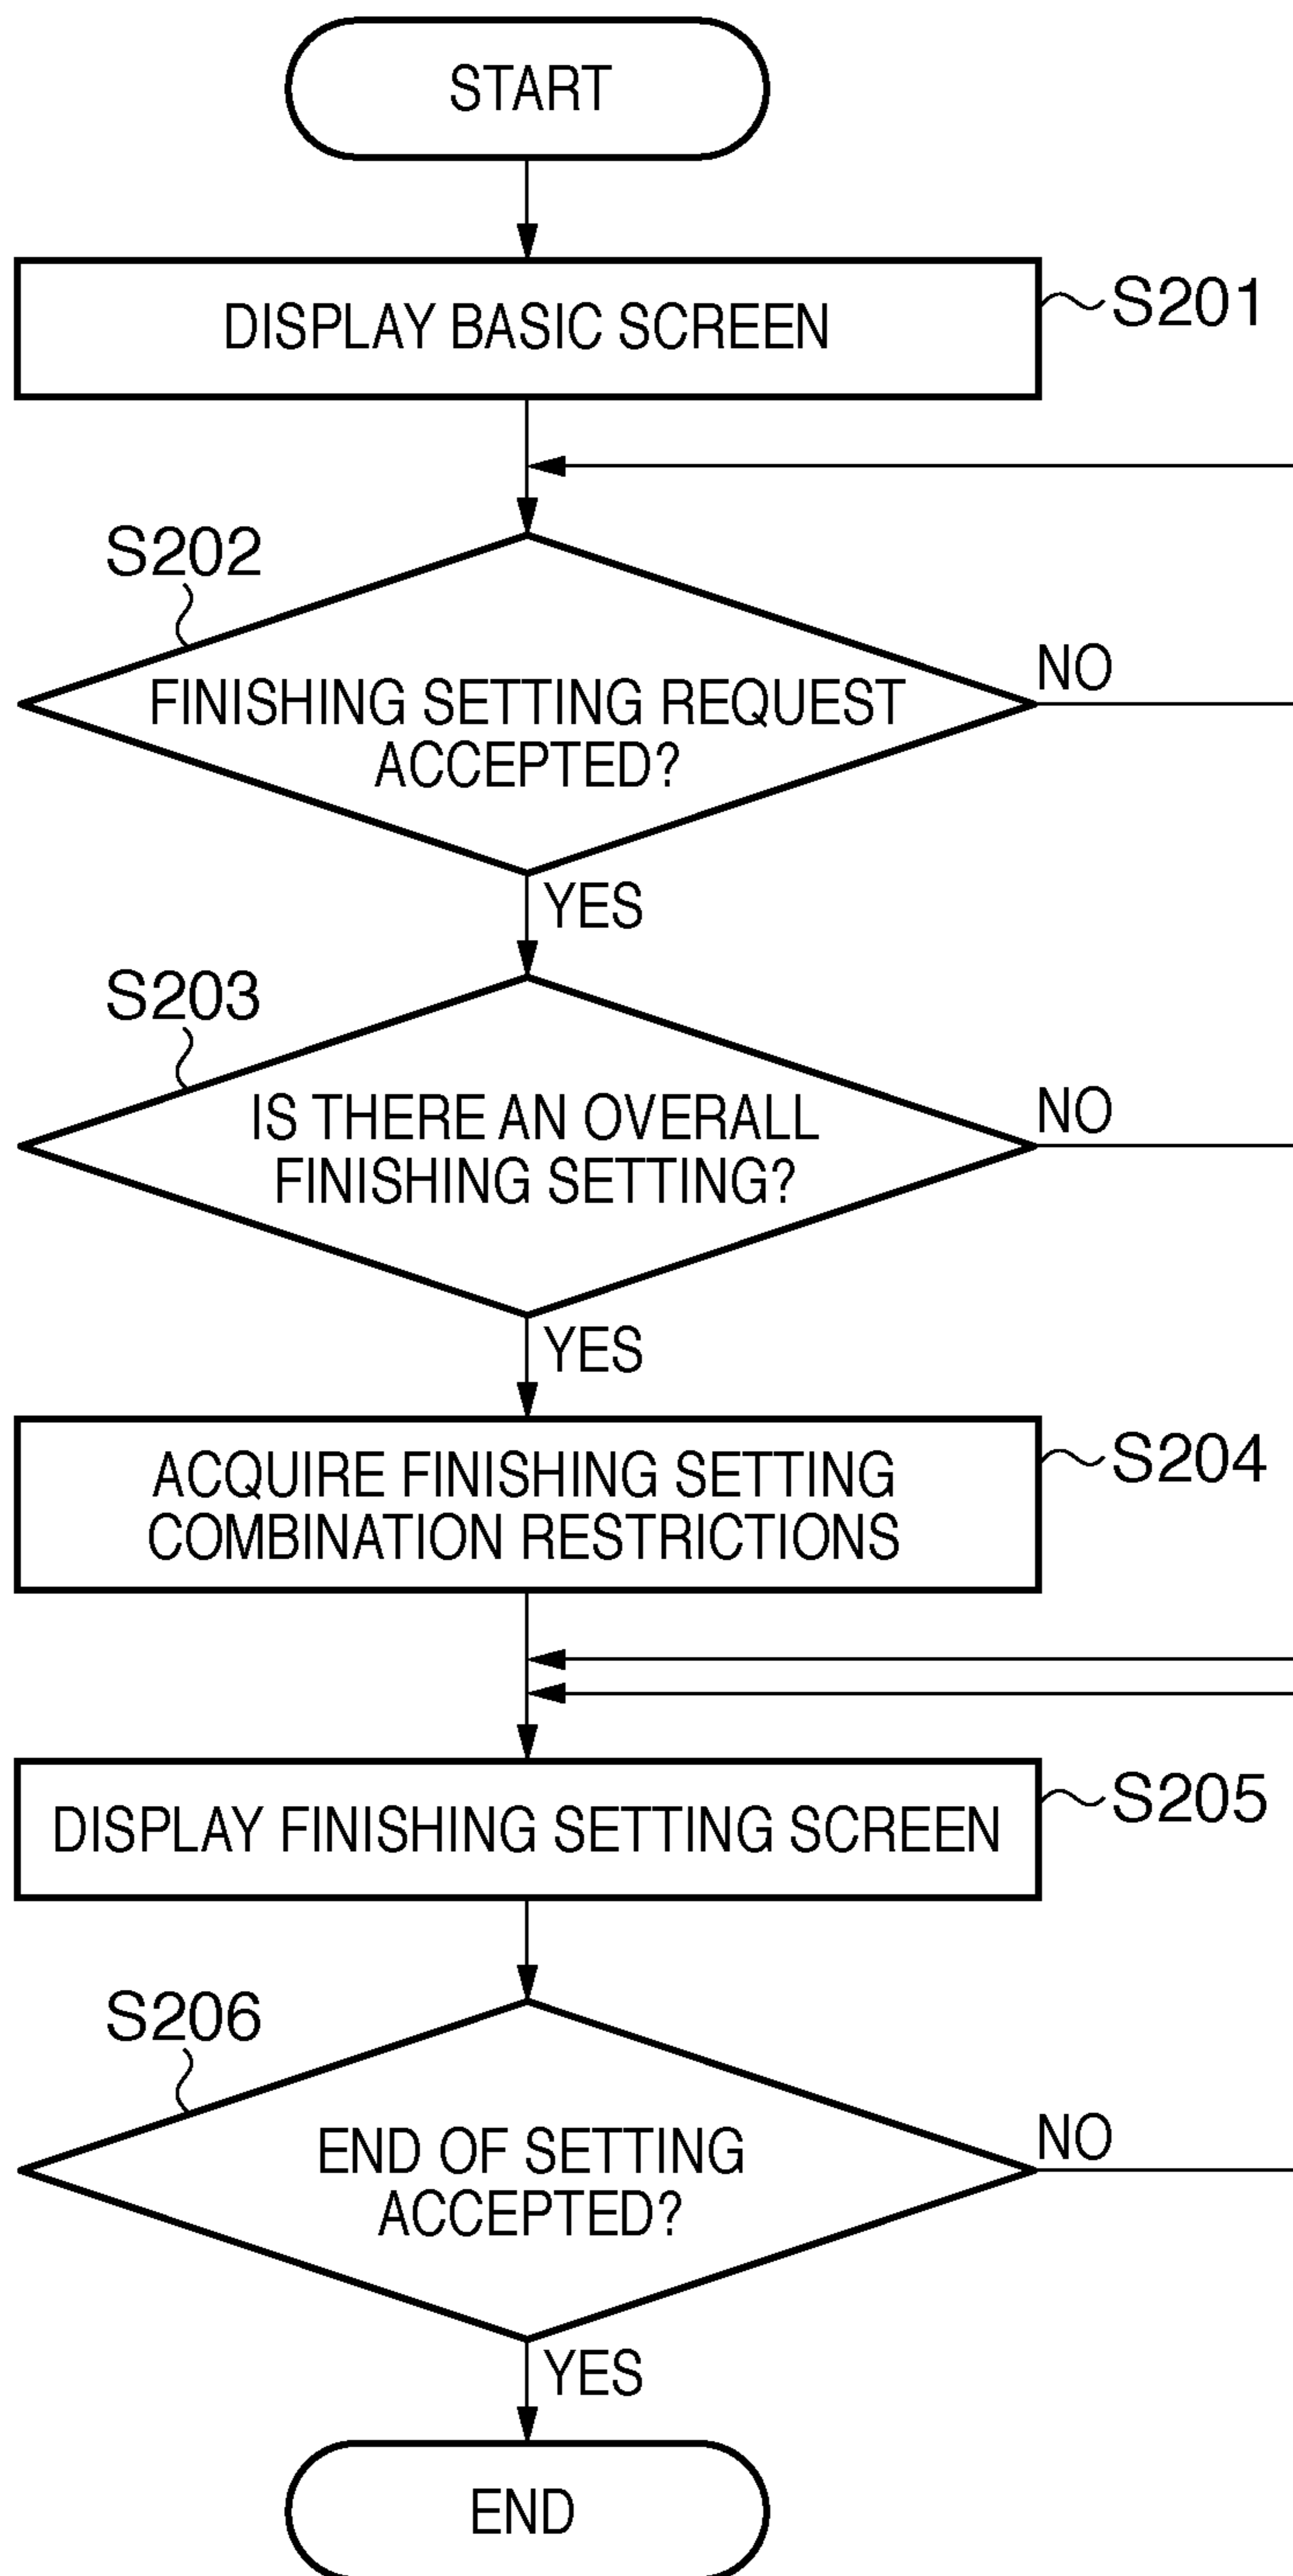 START
DISPLAY BASIC SCREEN
S201
S202
FINISHING SETTING REQUEST
ACCEPTED?
NO
YES
S203
IS THERE AN OVERALL
FINISHING SETTING?
NO
YES
ACQUIRE FINISHING SETTING
COMBINATION RESTRICTIONS
S204
DISPLAY FINISHING SETTING SCREEN
S205
S206
END OF SETTING
ACCEPTED?
NO
YES
END